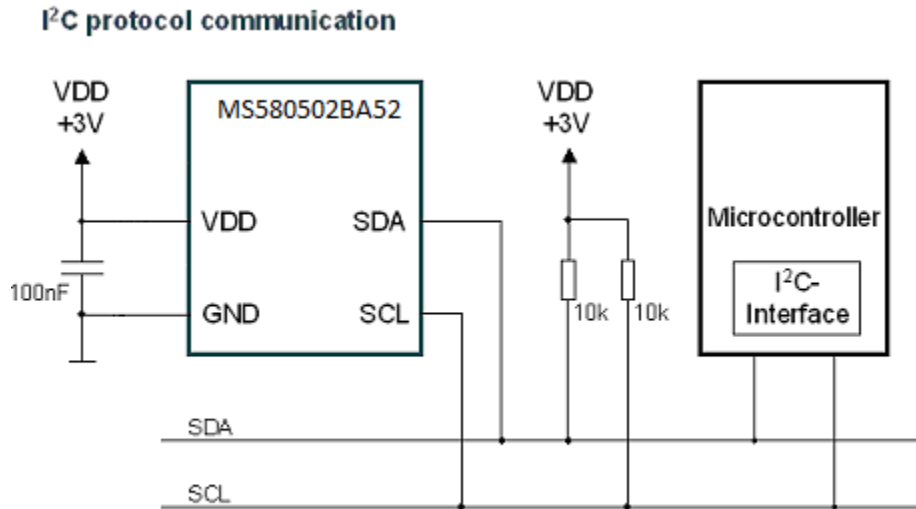 I²C protocol communication
VDD
+3V
MS580502BA52
VDD
SDA
100nF
GND
SCL
VDD
+3V
10k
10k
Microcontroller
I²C-
Interface
SDA
SCL